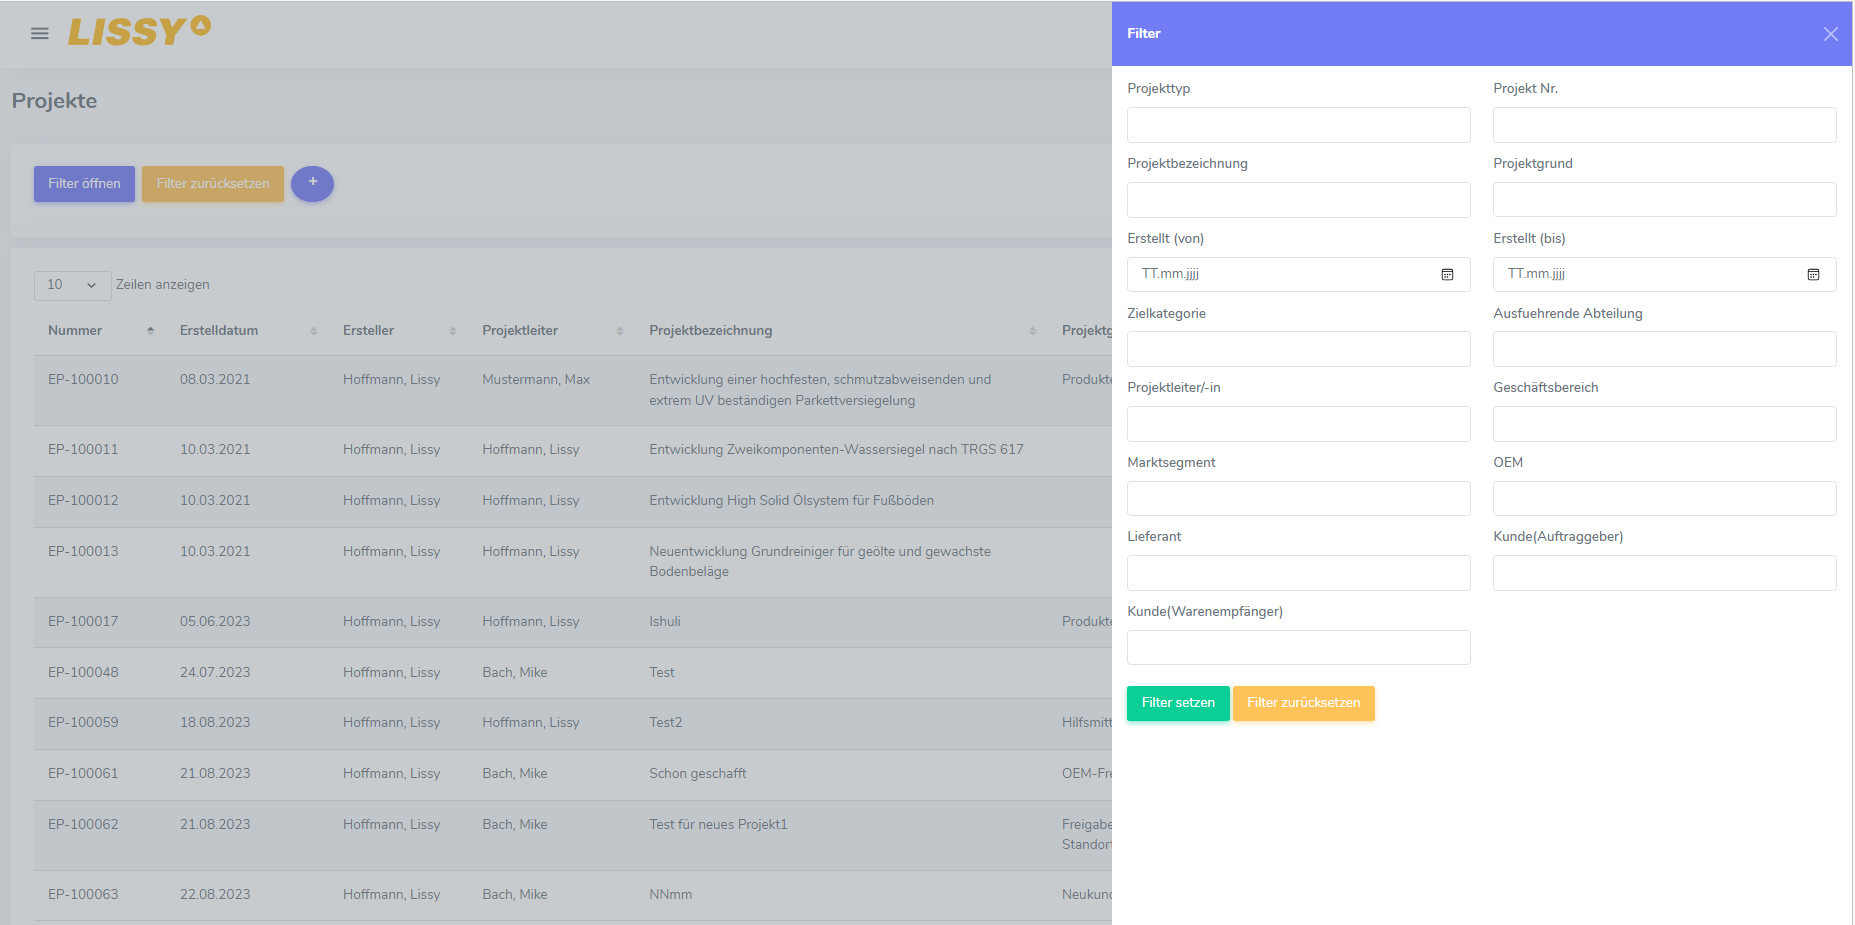 LISSY
Projekte
Filter öffnen
Filter zurücksetzen
+
10
Zeilen anzeigen
Nummer Erstelldatum Ersteller Projektleiter Projektbezeichnung Projektg
EP-100010 08.03.2021 Hoffmann, Lissy Mustermann, Max Entwicklung einer hochfesten, schmutzabweisenden und Produkte
extrem UV beständigen Parkettversiegelung
EP-100011 10.03.2021 Hoffmann, Lissy Hoffmann, Lissy Entwicklung Zweikomponenten-Wassersiegel nach TRGS 617
EP-100012 10.03.2021 Hoffmann, Lissy Hoffmann, Lissy Entwicklung High Solid Ölsystem für Fußböden
EP-100013 10.03.2021 Hoffmann, Lissy Hoffmann, Lissy Neuentwicklung Grundreiniger für geölte und gewachste
Bodenbeläge
EP-100017 05.06.2023 Hoffmann, Lissy Hoffmann, Lissy Ishuli Produkte
EP-100048 24.07.2023 Hoffmann, Lissy Bach, Mike Test
EP-100059 18.08.2023 Hoffmann, Lissy Hoffmann, Lissy Test2 Hilfsmitt
EP-100061 21.08.2023 Hoffmann, Lissy Bach, Mike Schon geschafft OEM-Fre
EP-100062 21.08.2023 Hoffmann, Lissy Bach, Mike Test für neues Projekt1 Freigabe
Standort
EP-100063 22.08.2023 Hoffmann, Lissy Bach, Mike NNmm Neukund
Filter
Projekttyp
Projekt Nr.
Projektbezeichnung
Projektgrund
Erstellt (von)
Erstellt (bis)
TT.mm.jjjj
TT.mm.jjjj
Zielkategorie
Ausfuehrende Abteilung
Projektleiter/-in
Geschäftsbereich
Marktsegment
OEM
Lieferant
Kunde(Auftraggeber)
Kunde(Warenempfänger)
Filter setzen
Filter zurücksetzen